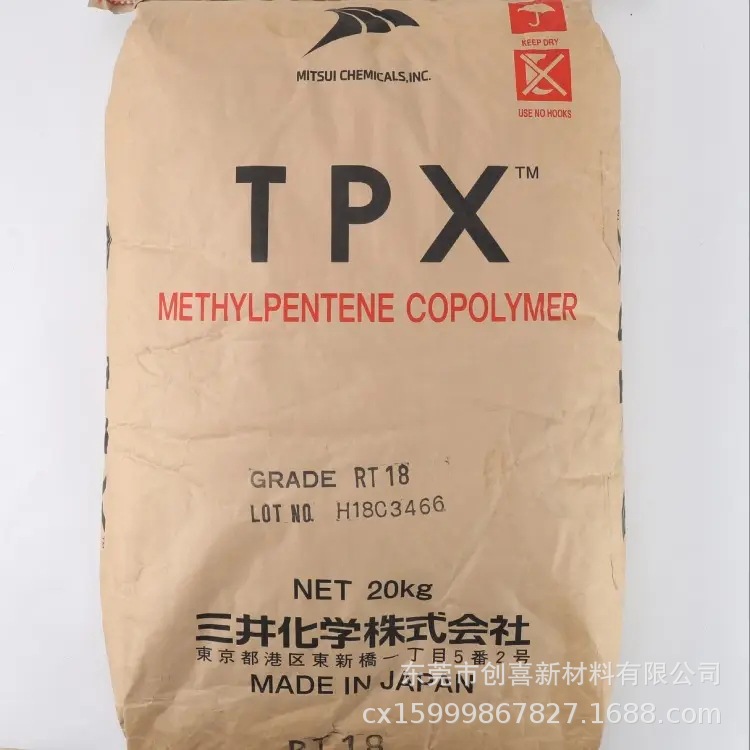 MITSUI CHEMICALS,INC.
KEEP DRY
USE NO HOOKS
TPX™
METHYLPENTENE COPOLYMER
GRADE RT18
LOT NO. H18C3466
NET 20kg
三井化学株式会社
東京都港区東新橋一丁目5番2号
MADE IN JAPAN
东莞市创喜新材料有限公司
cx15999867827.1688.com
RT18